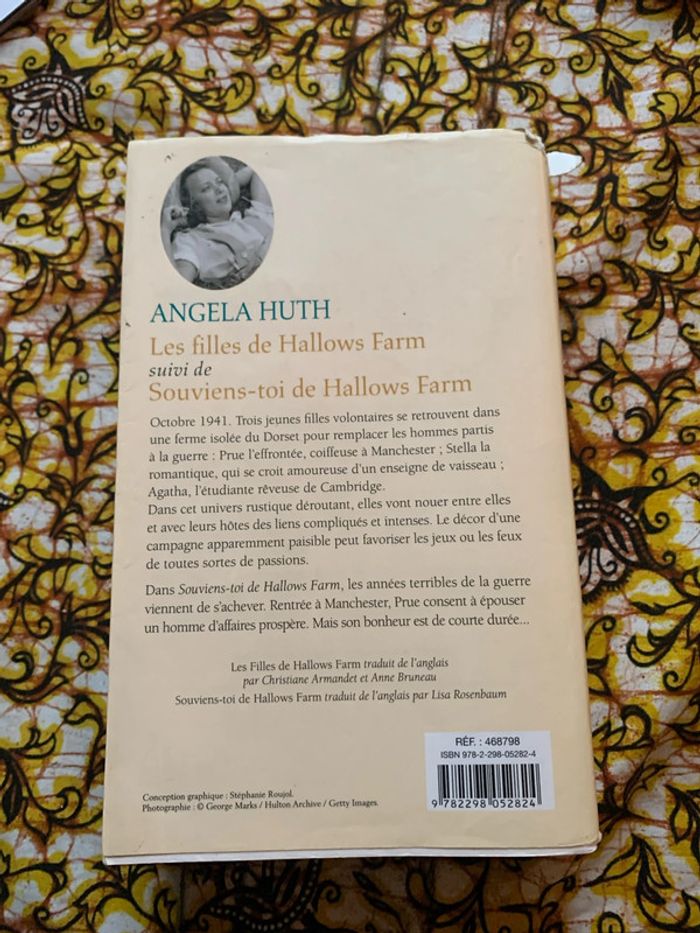 ANGELA HUTH
Les filles de Hallows Farm
suivi de
Souviens-toi de Hallows Farm
Octobre 1941. Trois jeunes filles volontaires se retrouvent dans
une ferme isolée du Dorset pour remplacer les hommes partis
à la guerre : Prue l'effrontée, coiffeuse à Manchester ; Stella la
romantique, qui se croit amoureuse d'un enseigne de vaisseau ;
Agatha, l'étudiante rêveuse de Cambridge.
Dans cet univers rustique déroutant, elles vont nouer entre elles
et avec leurs hôtes des liens compliqués et intenses. Le décor d'une
campagne apparemment paisible peut favoriser les jeux ou les feux
de toutes sortes de passions.
Dans Souviens-toi de Hallows Farm, les années terribles de la guerre
viennent de s'achever. Rentrée à Manchester, Prue consent à épouser
un homme d'affaires prospère. Mais son bonheur est de courte durée...
Les Filles de Hallows Farm traduit de l'anglais
par Christiane Armandet et Anne Bruneau
Souviens-toi de Hallows Farm traduit de l'anglais par Lisa Rosenbaum
RÉF. : 468798
ISBN 978-2-298-05282-4
9 782298 052824
Conception graphique : Stéphanie Roujol.
Photographie : © George Marks / Hulton Archive / Getty Images.